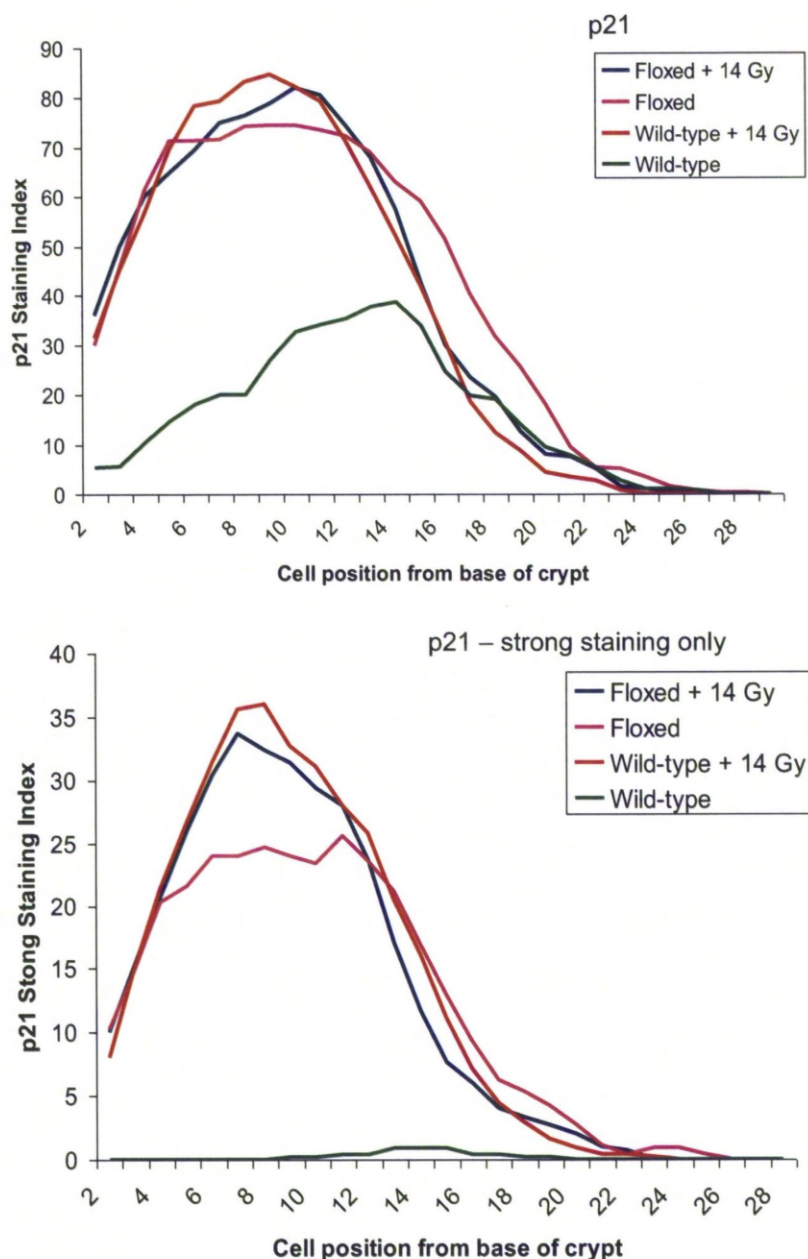 p21
90
80
70
60
50
40
30
20
10
0
p21 Staining Index
Floxed + 14 Gy
Floxed
Wild-type + 14 Gy
Wild-type
2 4 6 8 10 12 14 16 18 20 22 24 26 28
Cell position from base of crypt
p21 – strong staining only
40
35
30
25
20
15
10
5
0
p21 Stong Staining Index
Floxed + 14 Gy
Floxed
Wild-type + 14 Gy
Wild-type
2 4 6 8 10 12 14 16 18 20 22 24 26 28
Cell position from base of crypt